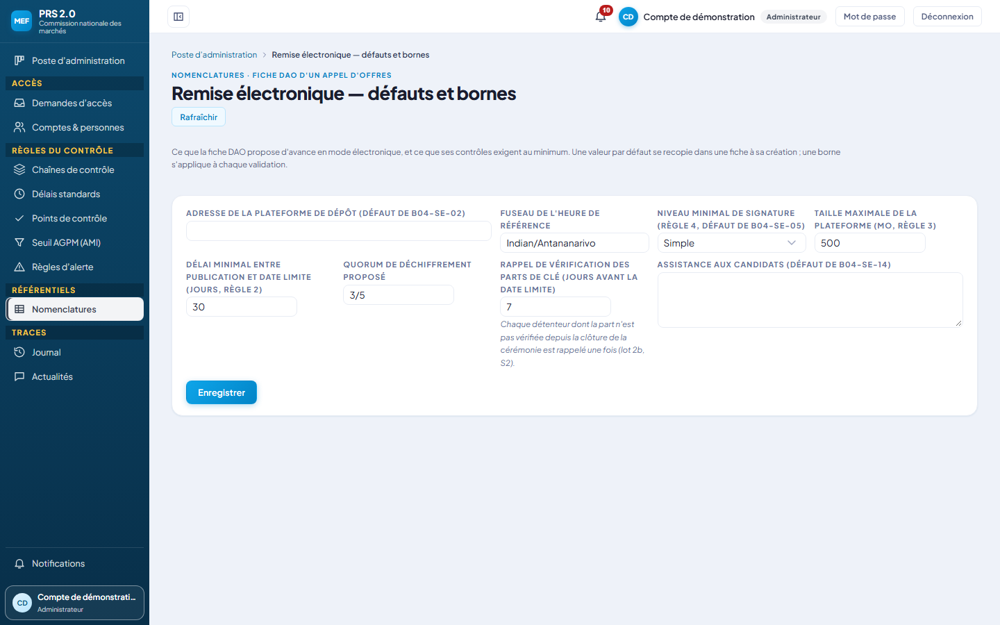 MEF
PRS 2.0
Commission nationale des
marchés
Poste d'administration
ACCÈS
Demandes d'accès
Comptes & personnes
RÈGLES DU CONTRÔLE
Chaînes de contrôle
Délais standards
Points de contrôle
Seuil AGPM (AMI)
Règles d'alerte
RÉFÉRENTIELS
Nomenclatures
TRACES
Journal
Actualités
Notifications
CD
Compte de démonstrati...
Administrateur
10
CD
Compte de démonstration
Administrateur
Mot de passe
Déconnexion
Poste d'administration > Remise électronique — défauts et bornes
NOMENCLATURES · FICHE DAO D'UN APPEL D'OFFRES
Remise électronique — défauts et bornes
Rafraîchir
Ce que la fiche DAO propose d'avance en mode électronique, et ce que ses contrôles exigent au minimum. Une valeur par défaut se recopie dans une fiche à sa création ; une borne
s'applique à chaque validation.
ADRESSE DE LA PLATEFORME DE DÉPÔT (DÉFAUT DE B04-SE-02)
FUSEAU DE L'HEURE DE
RÉFÉRENCE
Indian/Antananarivo
NIVEAU MINIMAL DE SIGNATURE
(RÈGLE 4, DÉFAUT DE B04-SE-05)
Simple
TAILLE MAXIMALE DE LA
PLATEFORME (MO, RÈGLE 3)
500
DÉLAI MINIMAL ENTRE
PUBLICATION ET DATE LIMITE
(JOURS, RÈGLE 2)
30
QUORUM DE DÉCHIFFREMENT
PROPOSÉ
3/5
RAPPEL DE VÉRIFICATION DES
PARTS DE CLÉ (JOURS AVANT LA
DATE LIMITE)
7
Chaque détenteur dont la part n'est
pas vérifiée depuis la clôture de la
cérémonie est rappelé une fois (lot 2b,
S2).
ASSISTANCE AUX CANDIDATS (DÉFAUT DE B04-SE-14)
Enregistrer